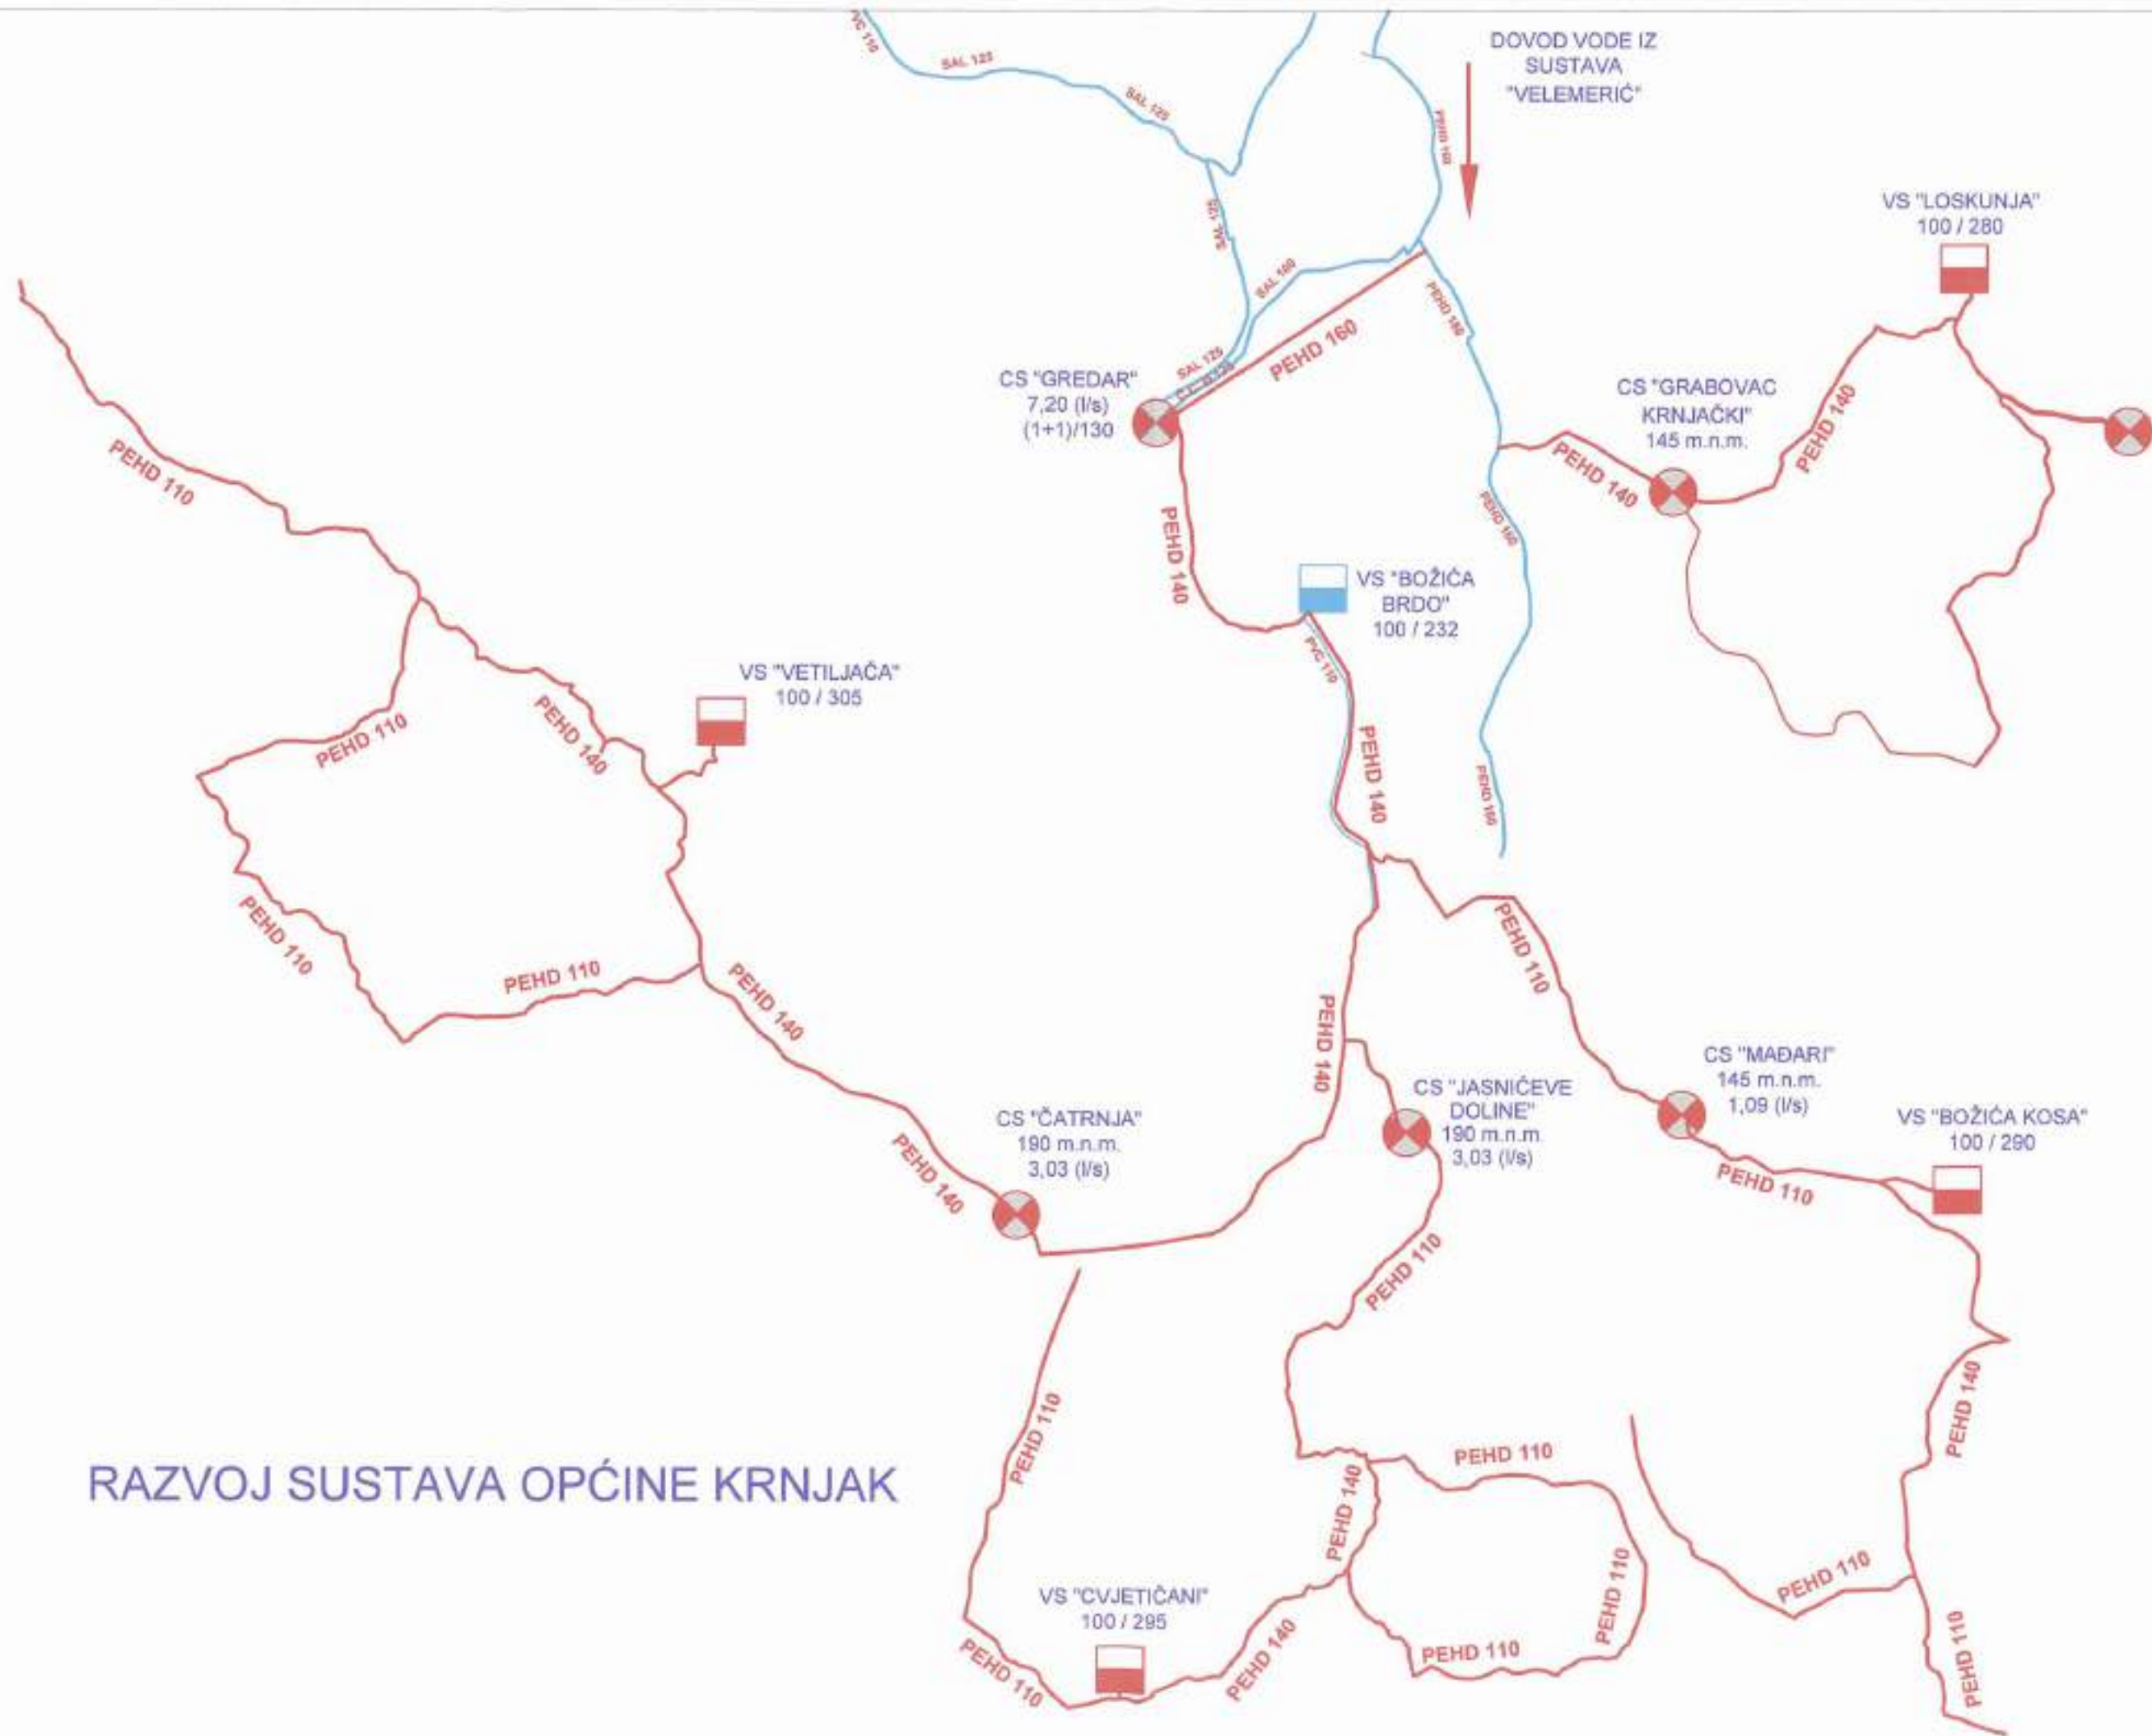 PVC 110
SAL 125
SAL 125
DOVOD VODE IZ
SUSTAVA
"VELEMERIĆ"
PEHD 160
SAL 125
SAL 160
VS "LOSKUNJA"
100 / 280
PEHD 160
PEHD 160
SAL 125
CS "GREDAR"
7,20 (l/s)
(1+1)/130
CS "GRABOVAC
KRNJAČKI"
145 m.n.m.
PEHD 140
PEHD 140
PEHD 110
PEHD 140
PEHD 160
VS "BOŽIĆA
BRDO"
100 / 232
PVC 110
VS "VETILJAČA"
100 / 305
PEHD 110
PEHD 140
PEHD 140
PEHD 160
PEHD 110
PEHD 110
PEHD 140
PEHD 110
PEHD 140
CS "MAĐARI"
145 m.n.m.
1,09 (l/s)
CS "JASNIĆEVE
DOLINE"
190 m.n.m.
3,03 (l/s)
VS "BOŽIĆA KOSA"
100 / 290
CS "ČATRNJA"
190 m.n.m.
3,03 (l/s)
PEHD 140
PEHD 110
PEHD 110
PEHD 110
PEHD 140
PEHD 110
PEHD 140
RAZVOJ SUSTAVA OPĆINE KRNJAK
PEHD 110
PEHD 110
VS "CVJETIČANI"
100 / 295
PEHD 110
PEHD 140
PEHD 110
PEHD 110